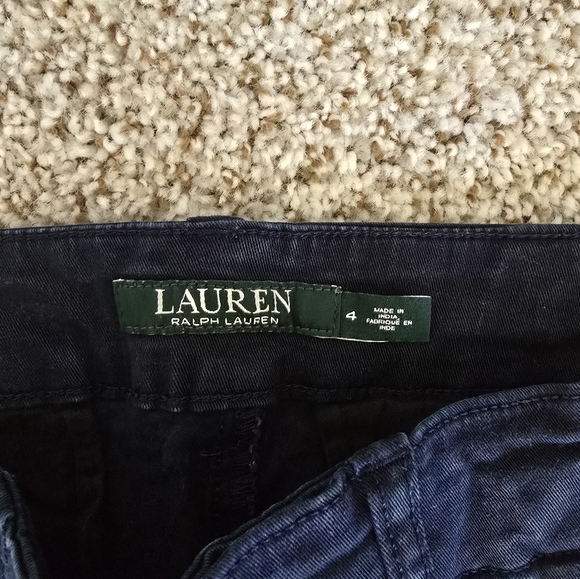 LAUREN
RALPH LAUREN
4
MADE IN
INDIA
FABRIQUÉ EN
INDE